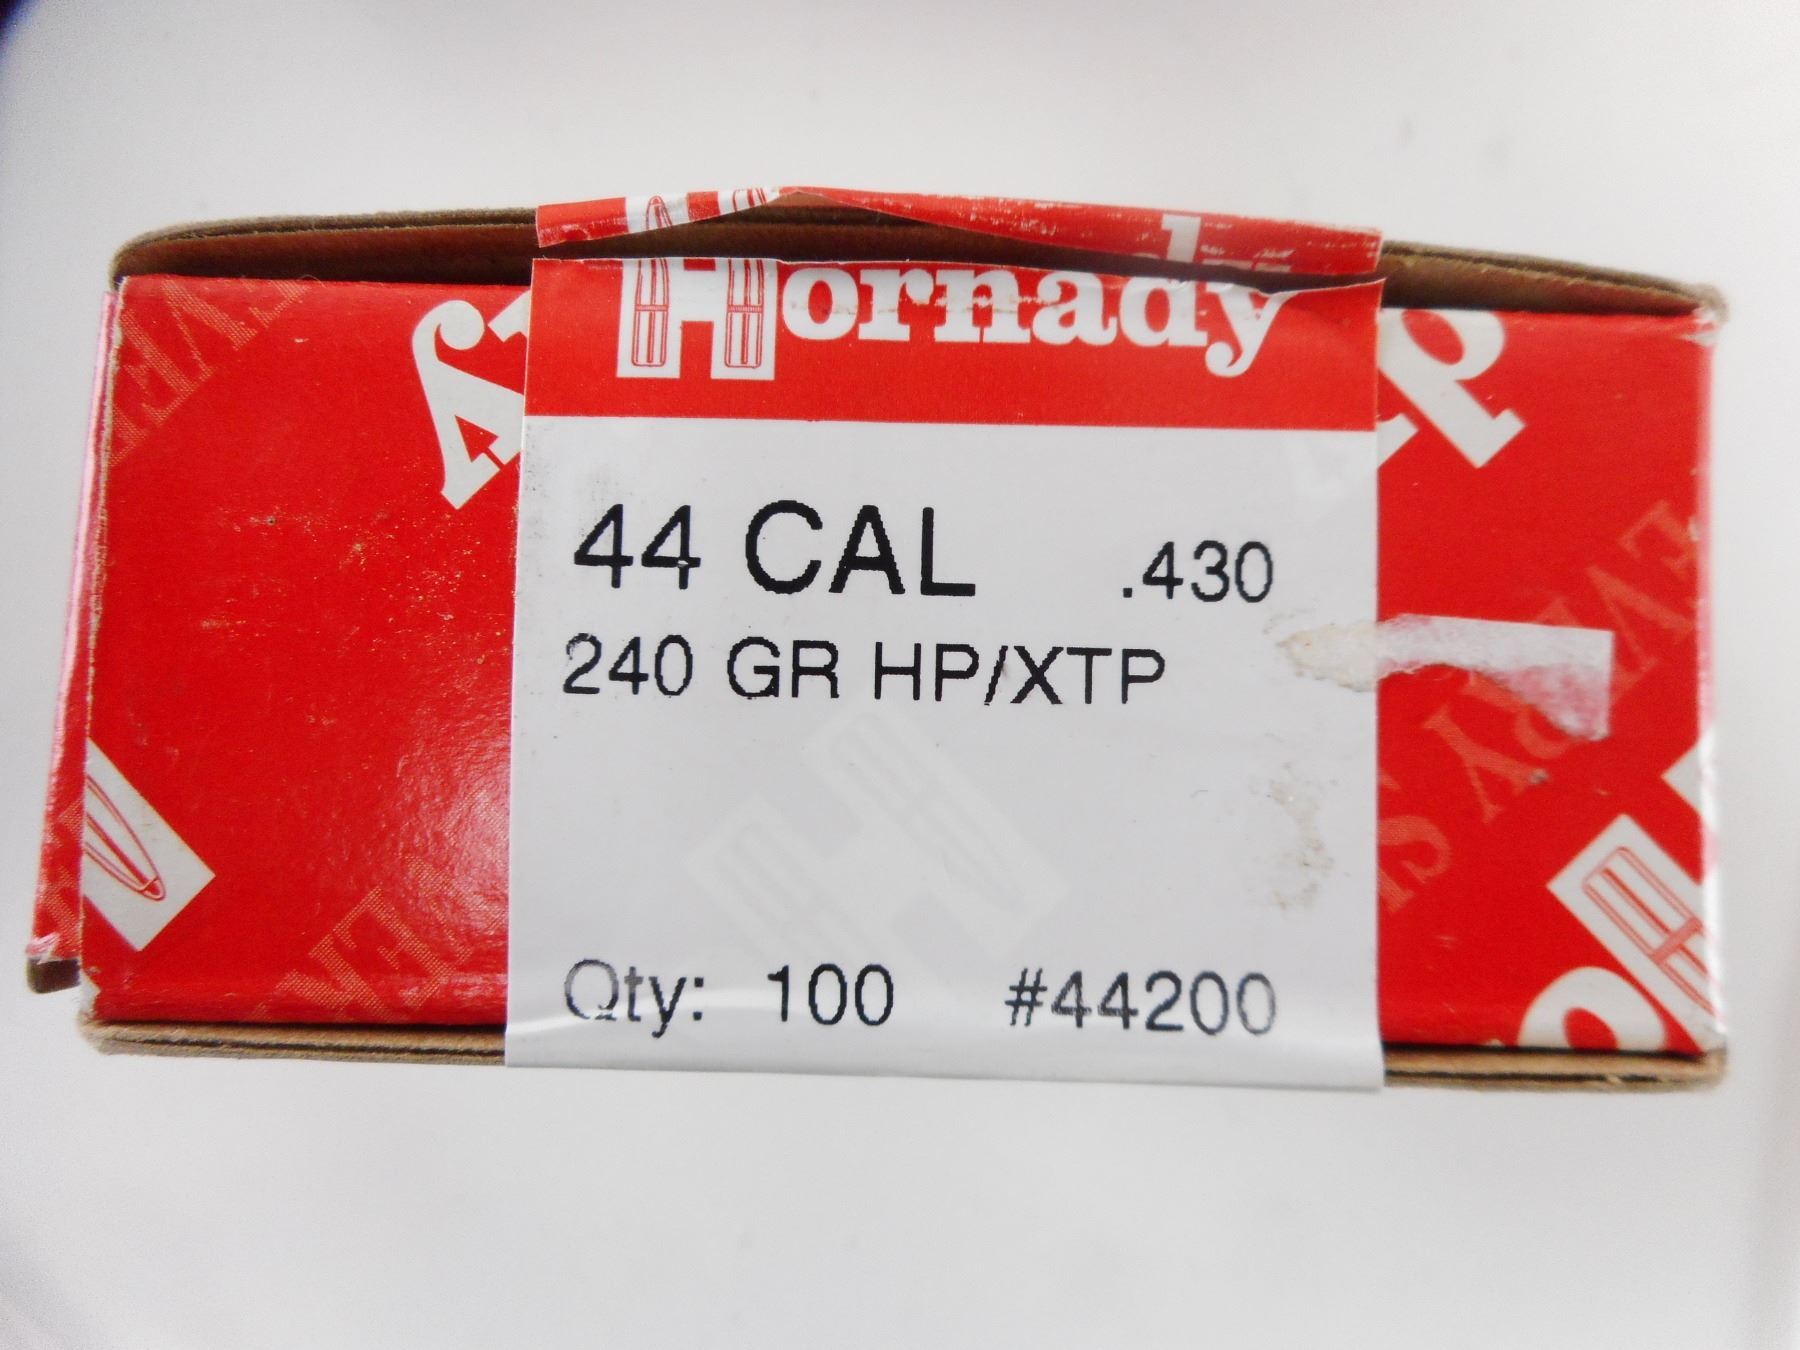 Hornady
44 CAL .430
240 GR HP/XTP
Qty: 100 #44200